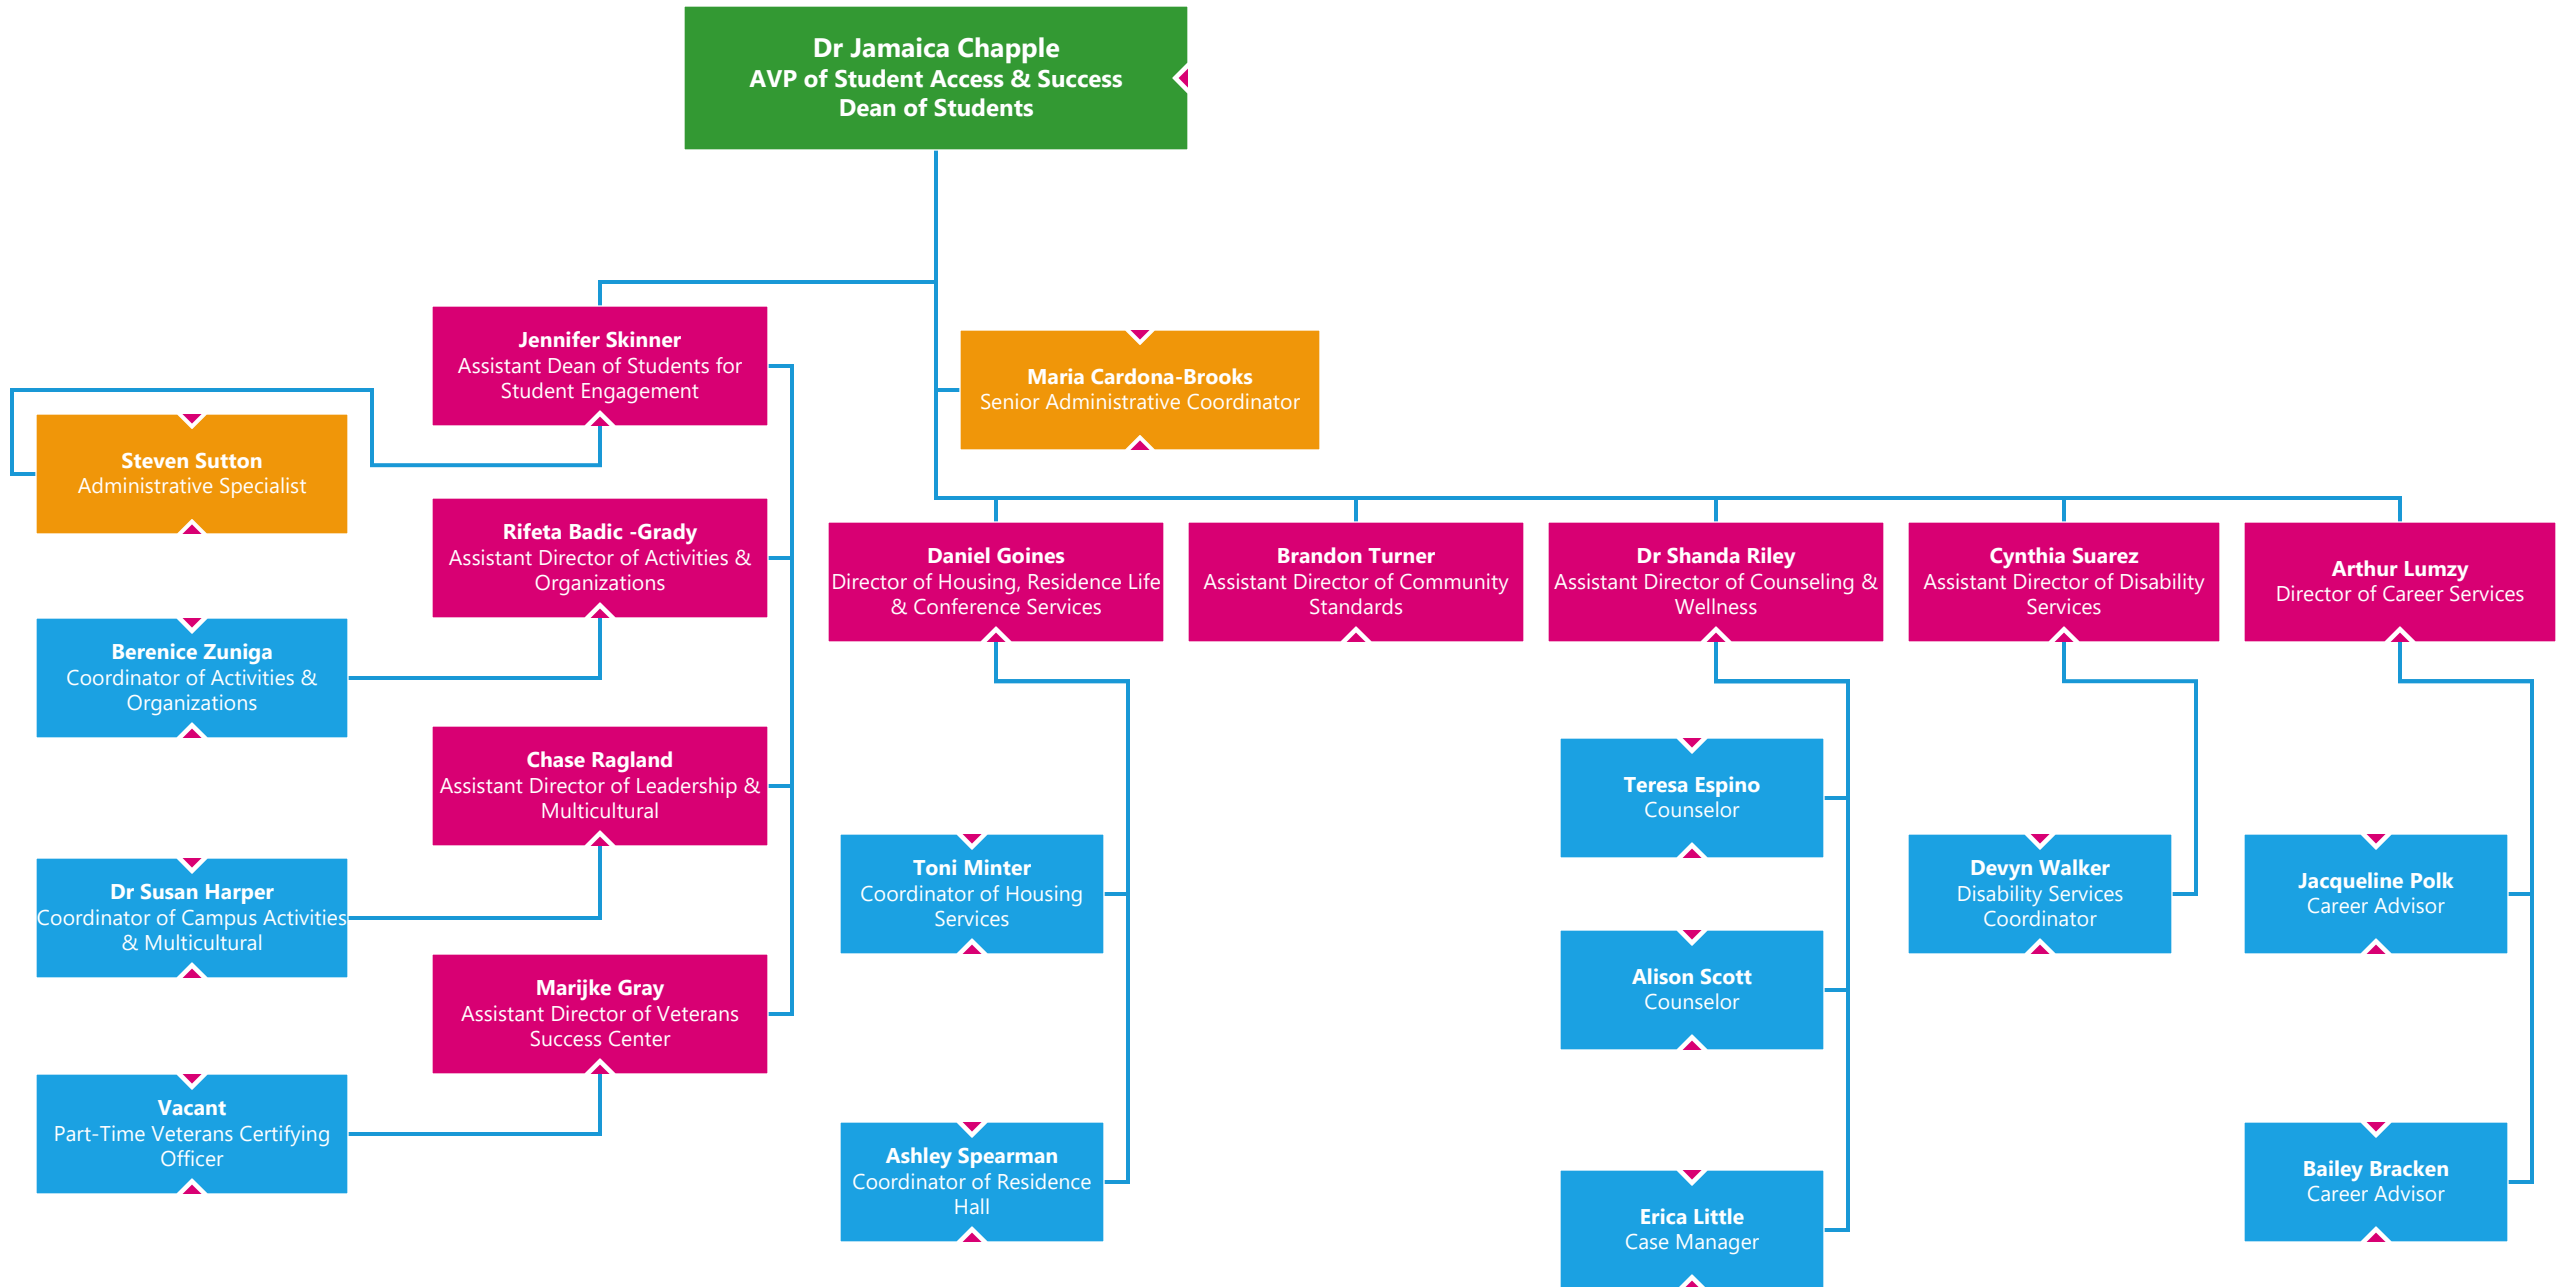 Dr Jamaica Chapple
AVP of Student Access & Success
Dean of Students
Jennifer Skinner
Assistant Dean of Students for
Student Engagement
Maria Cardona-Brooks
Senior Administrative Coordinator
Steven Sutton
Administrative Specialist
Rifeta Badic -Grady
Assistant Director of Activities &
Organizations
Berenice Zuniga
Coordinator of Activities &
Organizations
Chase Ragland
Assistant Director of Leadership &
Multicultural
Dr Susan Harper
Coordinator of Campus Activities
& Multicultural
Marijke Gray
Assistant Director of Veterans
Success Center
Vacant
Part-Time Veterans Certifying
Officer
Daniel Goines
Director of Housing, Residence Life
& Conference Services
Brandon Turner
Assistant Director of Community
Standards
Dr Shanda Riley
Assistant Director of Counseling &
Wellness
Cynthia Suarez
Assistant Director of Disability
Services
Arthur Lumzy
Director of Career Services
Toni Minter
Coordinator of Housing
Services
Ashley Spearman
Coordinator of Residence
Hall
Teresa Espino
Counselor
Alison Scott
Counselor
Erica Little
Case Manager
Devyn Walker
Disability Services
Coordinator
Jacqueline Polk
Career Advisor
Bailey Bracken
Career Advisor